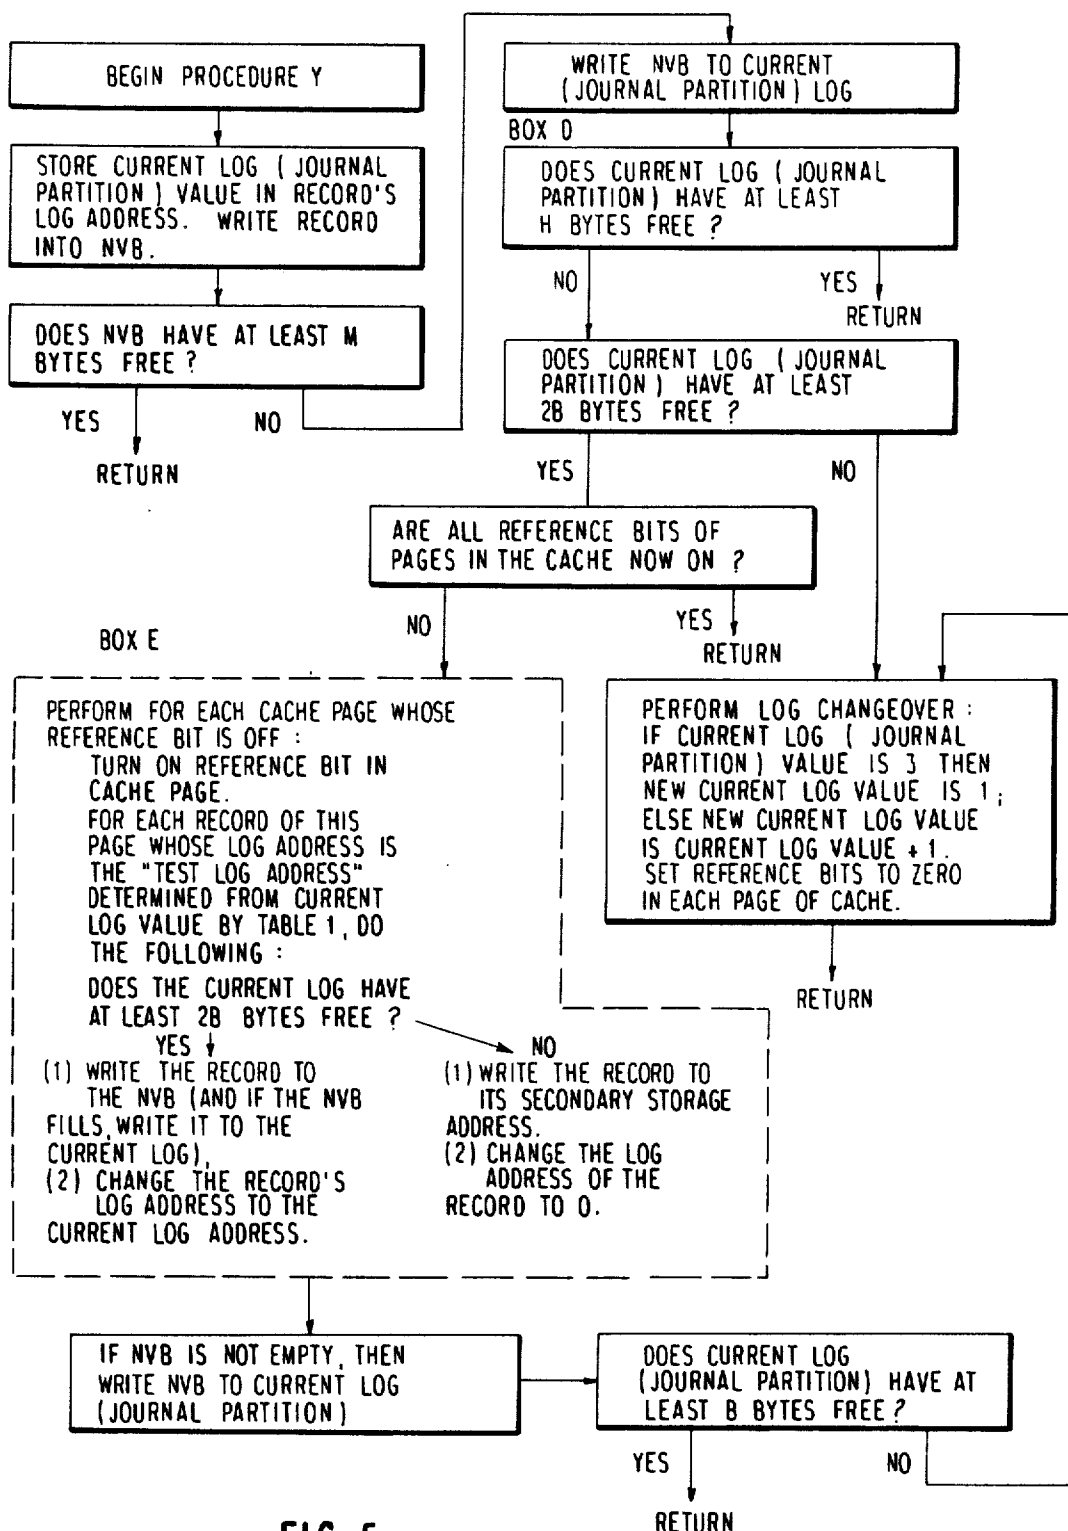 BEGIN PROCEDURE Y
STORE CURRENT LOG ( JOURNAL
PARTITION ) VALUE IN RECORD'S
LOG ADDRESS. WRITE RECORD
INTO NVB.
DOES NVB HAVE AT LEAST M
BYTES FREE ?
YES
NO
RETURN
WRITE NVB TO CURRENT
( JOURNAL PARTITION ) LOG
BOX D
DOES CURRENT LOG ( JOURNAL
PARTITION ) HAVE AT LEAST
H BYTES FREE ?
NO
YES
RETURN
DOES CURRENT LOG ( JOURNAL
PARTITION ) HAVE AT LEAST
2B BYTES FREE ?
YES
NO
ARE ALL REFERENCE BITS OF
PAGES IN THE CACHE NOW ON ?
NO
YES
RETURN
BOX E
PERFORM FOR EACH CACHE PAGE WHOSE
REFERENCE BIT IS OFF :
TURN ON REFERENCE BIT IN
CACHE PAGE.
FOR EACH RECORD OF THIS
PAGE WHOSE LOG ADDRESS IS
THE "TEST LOG ADDRESS"
DETERMINED FROM CURRENT
LOG VALUE BY TABLE 1, DO
THE FOLLOWING :
DOES THE CURRENT LOG HAVE
AT LEAST 2B BYTES FREE ?
YES
NO
(1) WRITE THE RECORD TO
THE NVB (AND IF THE NVB
FILLS, WRITE IT TO THE
CURRENT LOG),
(2) CHANGE THE RECORD'S
LOG ADDRESS TO THE
CURRENT LOG ADDRESS.
(1) WRITE THE RECORD TO
ITS SECONDARY STORAGE
ADDRESS.
(2) CHANGE THE LOG
ADDRESS OF THE
RECORD TO 0.
PERFORM LOG CHANGEOVER :
IF CURRENT LOG ( JOURNAL
PARTITION ) VALUE IS 3 THEN
NEW CURRENT LOG VALUE IS 1;
ELSE NEW CURRENT LOG VALUE
IS CURRENT LOG VALUE + 1.
SET REFERENCE BITS TO ZERO
IN EACH PAGE OF CACHE.
RETURN
IF NVB IS NOT EMPTY, THEN
WRITE NVB TO CURRENT LOG
(JOURNAL PARTITION)
DOES CURRENT LOG
(JOURNAL PARTITION) HAVE AT
LEAST B BYTES FREE ?
YES
NO
RETURN